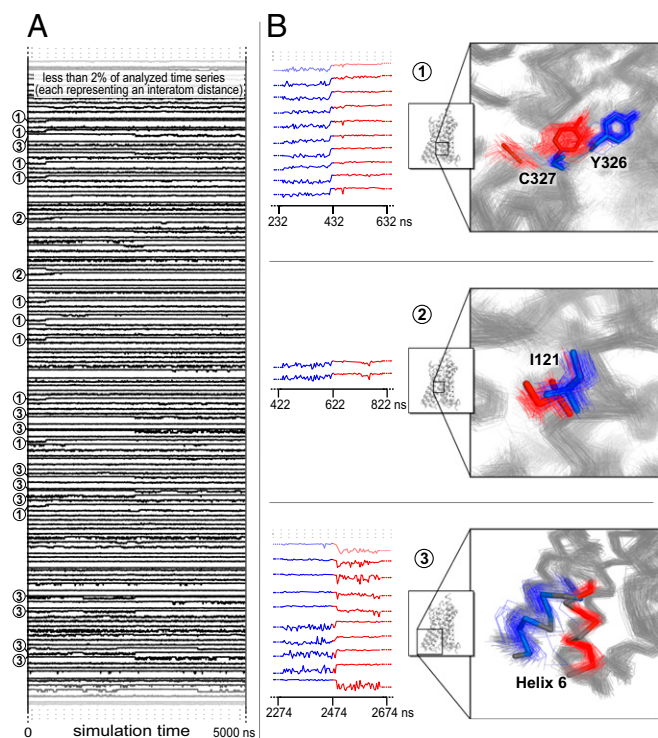 A
less than 2% of analyzed time series
(each representing an interatom distance)
①
①
③
①
①
②
②
①
①
①
①
③
③
①
③
③
③
①
③
③
③
③
0 simulation time 5000 ns
B
①
C327
Y326
232 432 632 ns
②
I121
422 622 822 ns
③
Helix 6
2274 2474 2674 ns